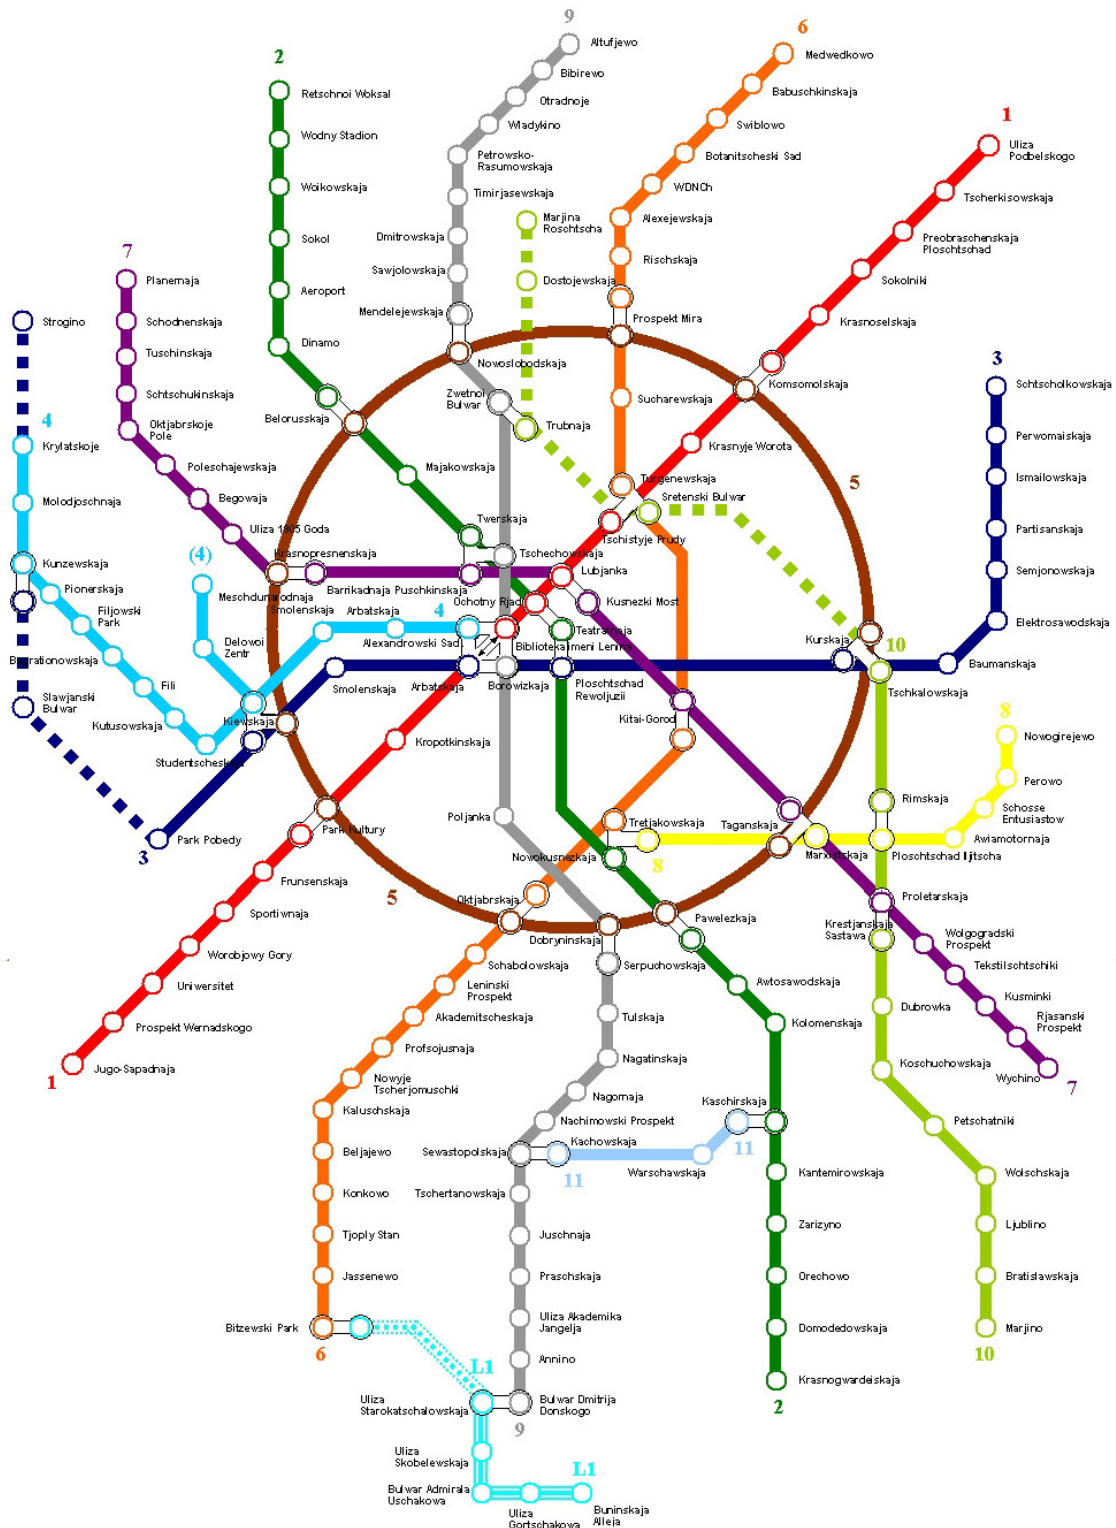 9
Altufjewo
6
2
Medwedkowo
Bibirewo
Retschnoi Woksal
Babuschkinskaja
Otradnoje
1
Swiblowo
Wladykino
Wodny Stadion
Uliza
Podbelskogo
Botanitscheski Sad
Petrowsko-
Rasumowskaja
WDNCh
Woikowskaja
Timirjasewskaja
Tscherkisowskaja
Marjina
Roschtscha
Alexejewskaja
Sokol
Dmitrowskaja
Preobraschenskaja
Ploschtschad
7
Rischskaja
Planernaja
Sawjolowskaja
Dostojewskaja
Sokolniki
Aeroport
Mendelejewskaja
Prospekt Mira
Krasnoselskaja
Strogino
Schodnenskaja
Dinamo
Tuschinskaja
Nowoslobodskaja
3
Komsomolskaja
Schtscholkowskaja
Schtschukinskaja
Zwetnoi
Bulwar
Sucharewskaja
Belorusskaja
4
Oktjabrskoje
Pole
Trubnaja
Perwomaiskaja
Krylatskoje
Krasnyje Worota
Poleschajewskaja
Majakowskaja
Ismailowskaja
Turgenewskaja
5
Begowaja
Sretenski Bulwar
Molodjoschnaja
Uliza 1905 Goda
Twerskaja
Tschistyje Prudy
Partisanskaja
(4)
Krasnopresnenskaja
Tschechowskaja
Kunzewskaja
Lubjanka
Semjonowskaja
Pionerskaja
Meschdunarodnaja
Barrikadnaja
Puschkinskaja
Smolenskaja
Arbatskaja
4
Ochotny Rjad
Kusnezki Most
Filjowski
Park
Elektrosawodskaja
Delowoi
Zentr
Alexandrowski Sad
Teatralnaja
Biblioteka imeni Lenina
Kurskaja
10
Bagrationowskaja
Smolenskaja
Arbatskaja
Borowizkaja
Ploschtschad
Rewoljuzii
Baumanskaja
Fili
Tschkalowskaja
Slawjanski
Bulwar
Kutusowskaja
Kiewskaja
Kitai-Gorod
8
Kropotkinskaja
Nowogirejewo
Studentscheskaja
Perowo
Rimskaja
Schosse
Entusiastow
Poljanka
Tretjakowskaja
Taganskaja
Park Kultury
Park Pobedy
Awiamotornaja
3
Nowokusnezkaja
8
Marxistskaja
Ploschtschad Iljitscha
Frunsenskaja
5
Oktjabrskaja
Proletarskaja
Sportiwnaja
Pawelezkaja
Krestjanskaja
Sastawa
Dobryninskaja
Wolgogradski
Prospekt
Worobjowy Gory
Schabolowskaja
Serpuchowskaja
Tekstilschtschiki
Uniwersitet
Leninski
Prospekt
Awtosawodskaja
Kusminki
Dubrowka
Akademitscheskaja
Tulskaja
Rjasanski
Prospekt
Prospekt Wernadskogo
Kolomenskaja
Profsojusnaja
Nagatinskaja
Koschuchowskaja
Jugo-Sapadnaja
1
Wychino
7
Nowyje
Tscherjomuschki
Nagornaja
Kaschirskaja
Kaluschskaja
Nachimowski Prospekt
Petschatniki
Kachowskaja
11
Beljajewo
Sewastopolskaja
Warschawskaja
11
Kantemirowskaja
Wolschskaja
Konkowo
Tschertanowskaja
Tjoply Stan
Juschnaja
Zarizyno
Ljublino
Jassenewo
Praschskaja
Orechowo
Bratislawskaja
Bitzewski Park
Uliza Akademika
Jangelja
Domodedowskaja
Marjino
6
10
Annino
L1
Krasnogwardeiskaja
Uliza
Starokatschalowskaja
Bulwar Dmitrija
Donskogo
2
9
Uliza
Skobelewskaja
L1
Bulwar Admirala
Uschakowa
Uliza
Gortschakowa
Buninskaja
Alleja